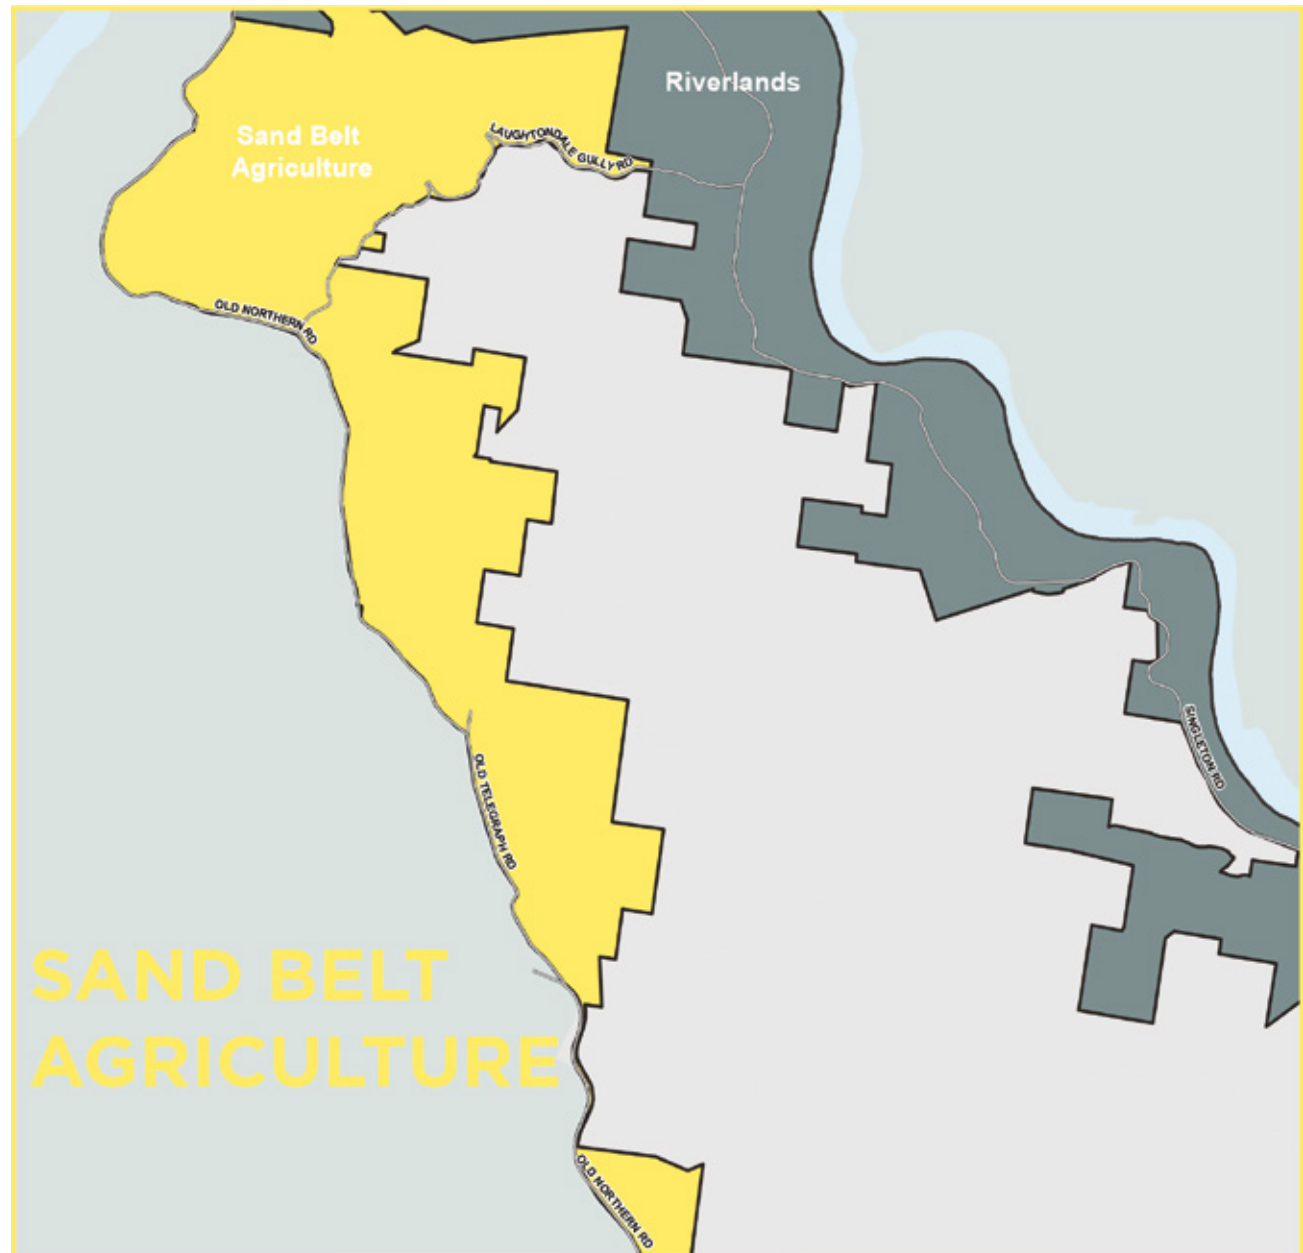 Riverlands
Sand Belt
Agriculture
LAUGHTONDALE GULLY RD
OLD NORTHERN RD
SINGLETON RD
OLD TELEGRAPH RD
SAND BELT
AGRICULTURE
OLD NORTHERN RD